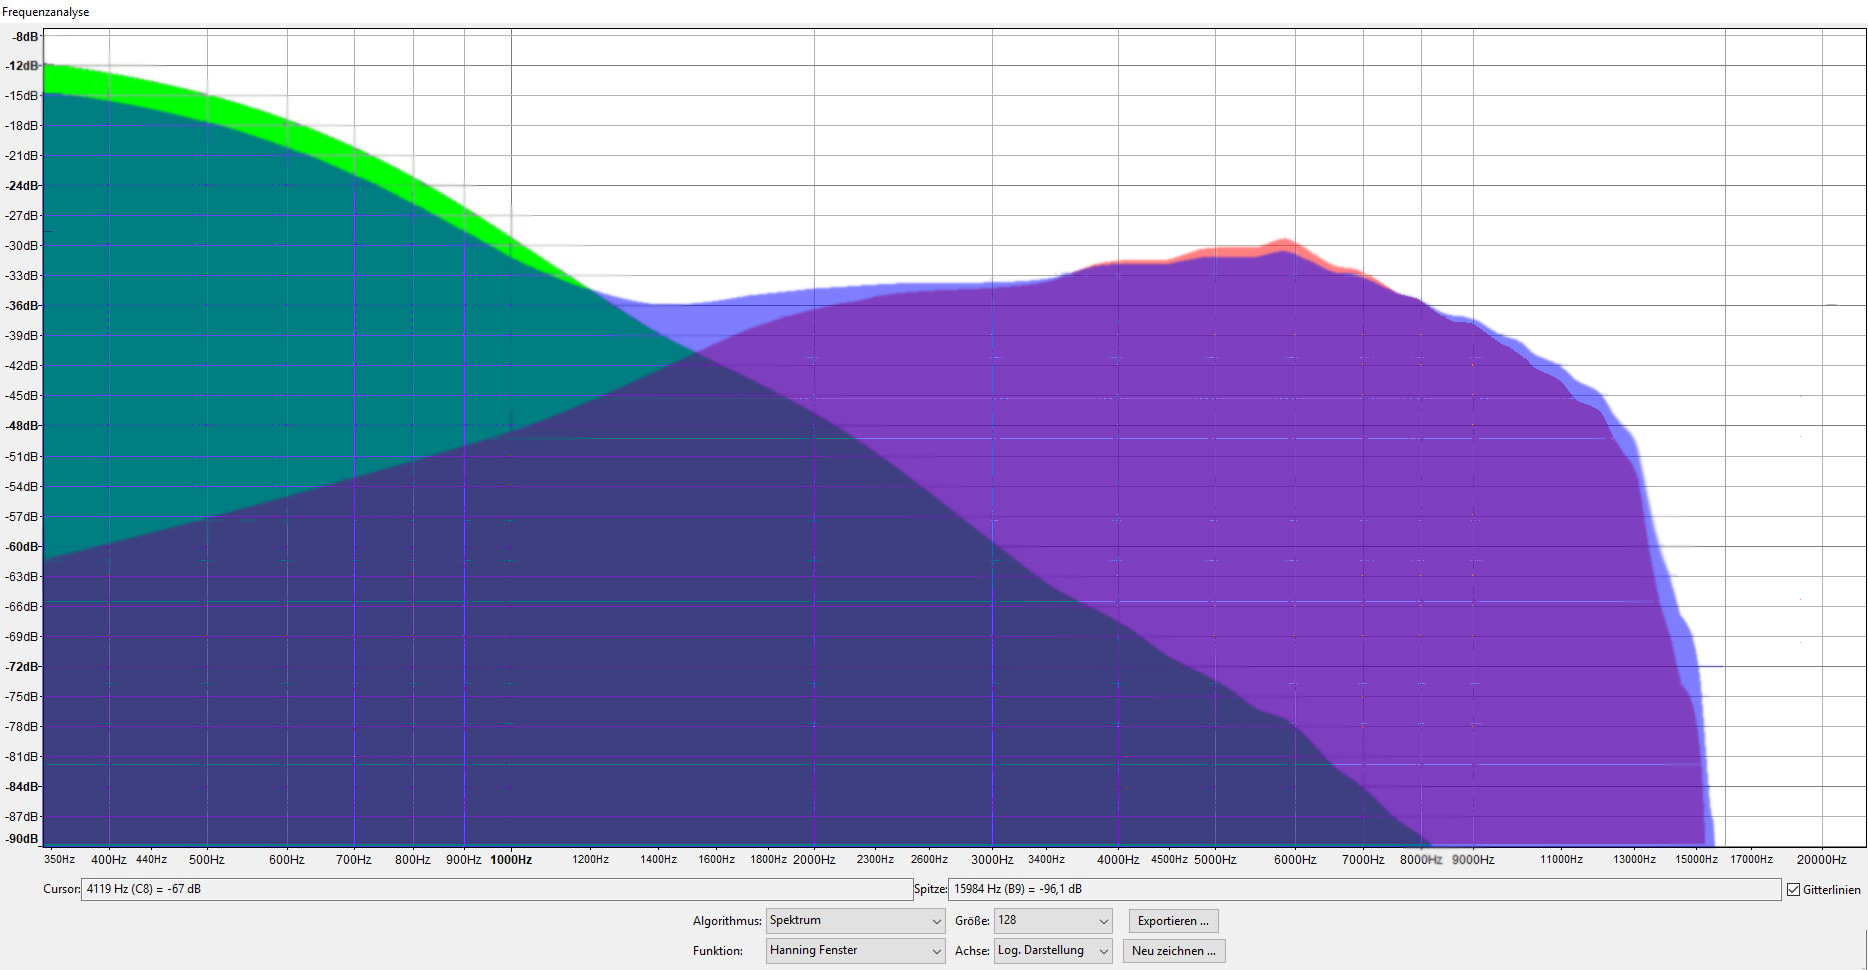 Frequenzanalyse
-8dB
-12dB
-15dB
-18dB
-21dB
-24dB
-27dB
-30dB
-33dB
-36dB
-39dB
-42dB
-45dB
-48dB
-51dB
-54dB
-57dB
-60dB
-63dB
-66dB
-69dB
-72dB
-75dB
-78dB
-81dB
-84dB
-87dB
-90dB
350Hz 400Hz 440Hz 500Hz 600Hz 700Hz 800Hz 900Hz 1000Hz 1200Hz 1400Hz 1600Hz 1800Hz 2000Hz 2300Hz 2600Hz 3000Hz 3400Hz 4000Hz 4500Hz 5000Hz 6000Hz 7000Hz 8000Hz 9000Hz 11000Hz 13000Hz 15000Hz 17000Hz 20000Hz
Cursor: 4119 Hz (C8) = -67 dB Spitze: 15984 Hz (B9) = -96,1 dB Gitterlinien
Algorithmus: Spektrum Größe: 128 Exportieren ...
Funktion: Hanning Fenster Achse: Log. Darstellung Neu zeichnen ...